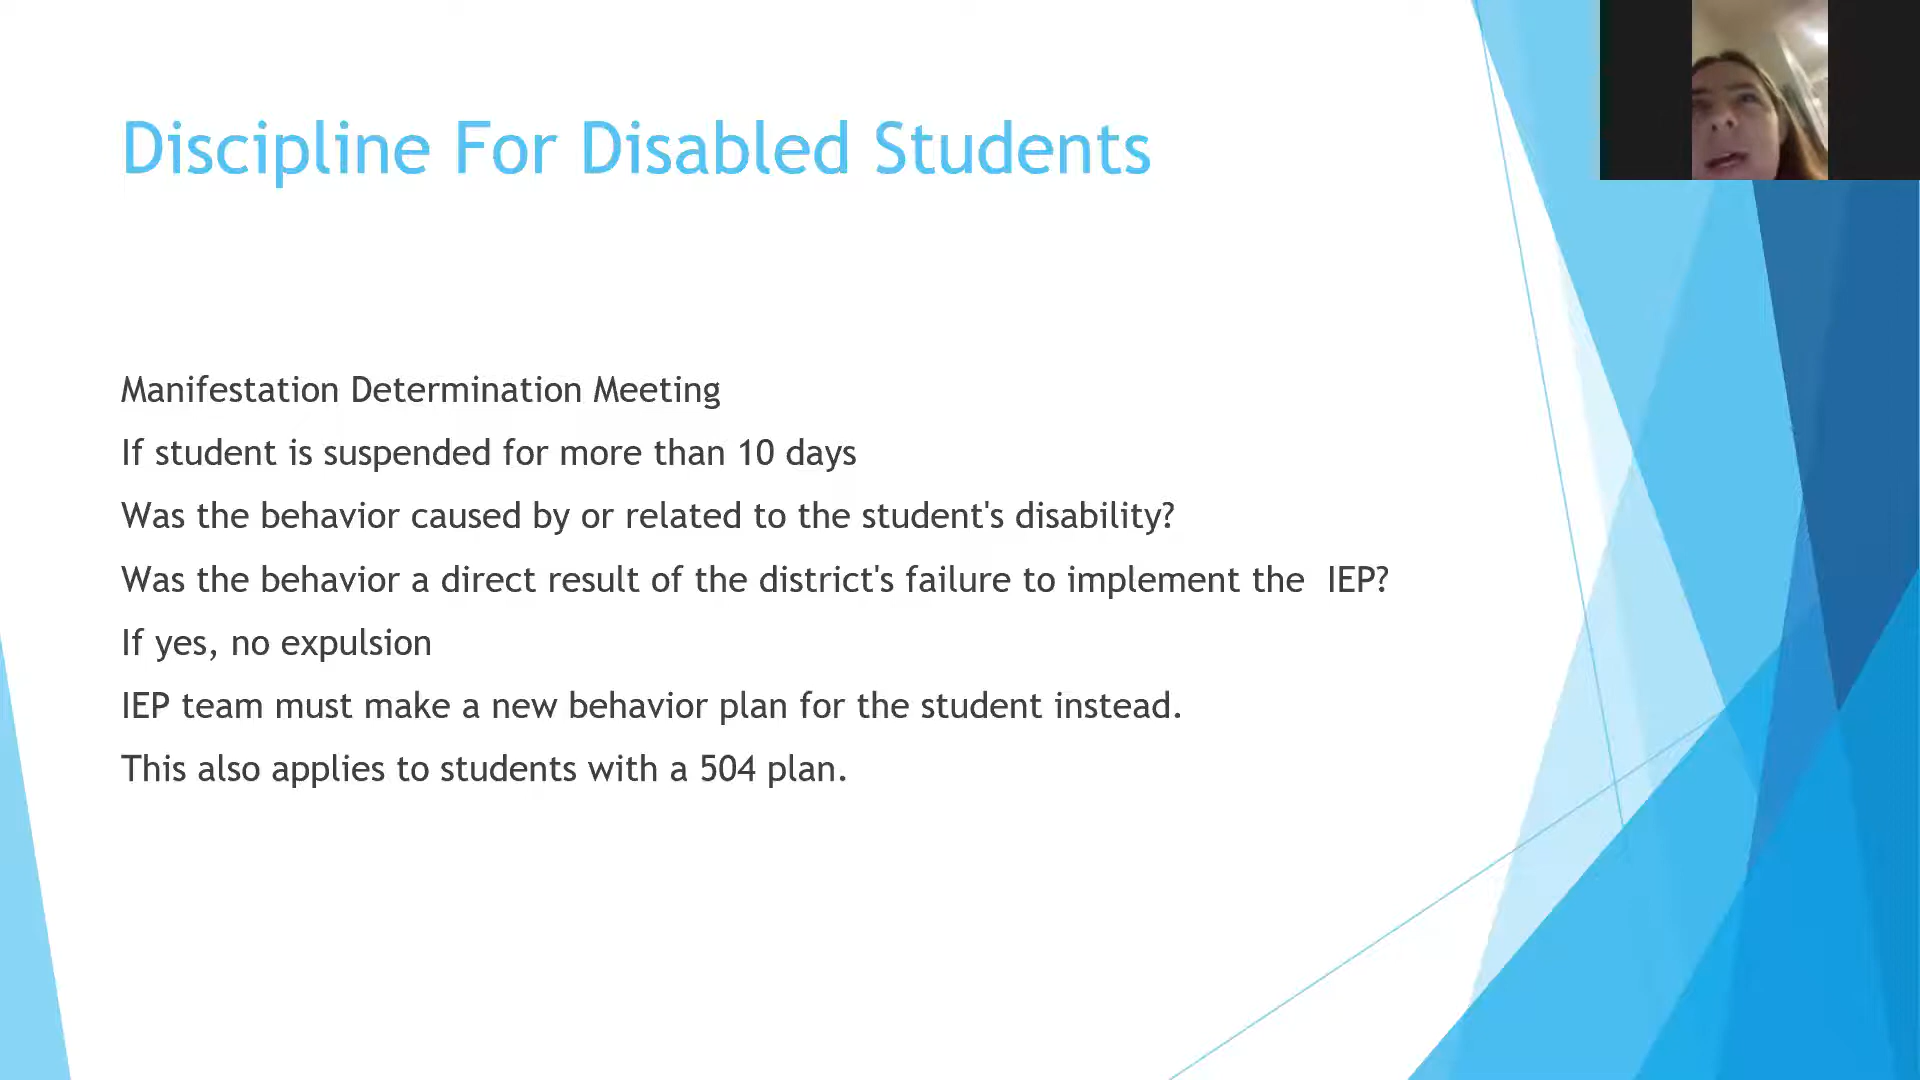 Discipline For Disabled Students
Manifestation Determination Meeting
If student is suspended for more than 10 days
Was the behavior caused by or related to the student's disability?
Was the behavior a direct result of the district's failure to implement the  IEP?
If yes, no expulsion
IEP team must make a new behavior plan for the student instead.
This also applies to students with a 504 plan.